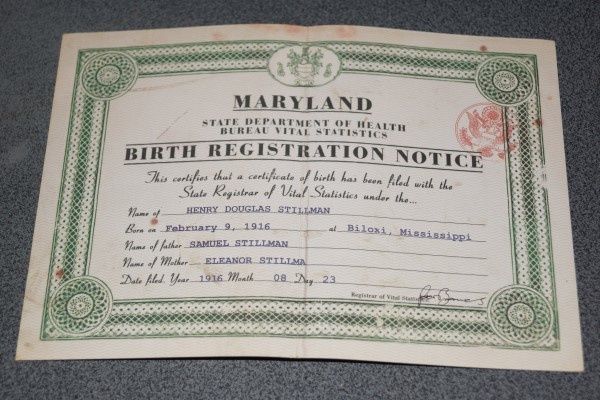 MARYLAND
STATE DEPARTMENT OF HEALTH
BUREAU VITAL STATISTICS
BIRTH REGISTRATION NOTICE
This certifies that a certificate of birth has been filed with the
State Registrar of Vital Statistics under the...
Name of HENRY DOUGLAS STILLMAN
Born on February 9, 1916 at Biloxi, Mississippi
Name of father SAMUEL STILLMAN
Name of Mother ELEANOR STILLMA
Date filed. Year 1916 Month 08 Day 23
Registrar of Vital Statistics